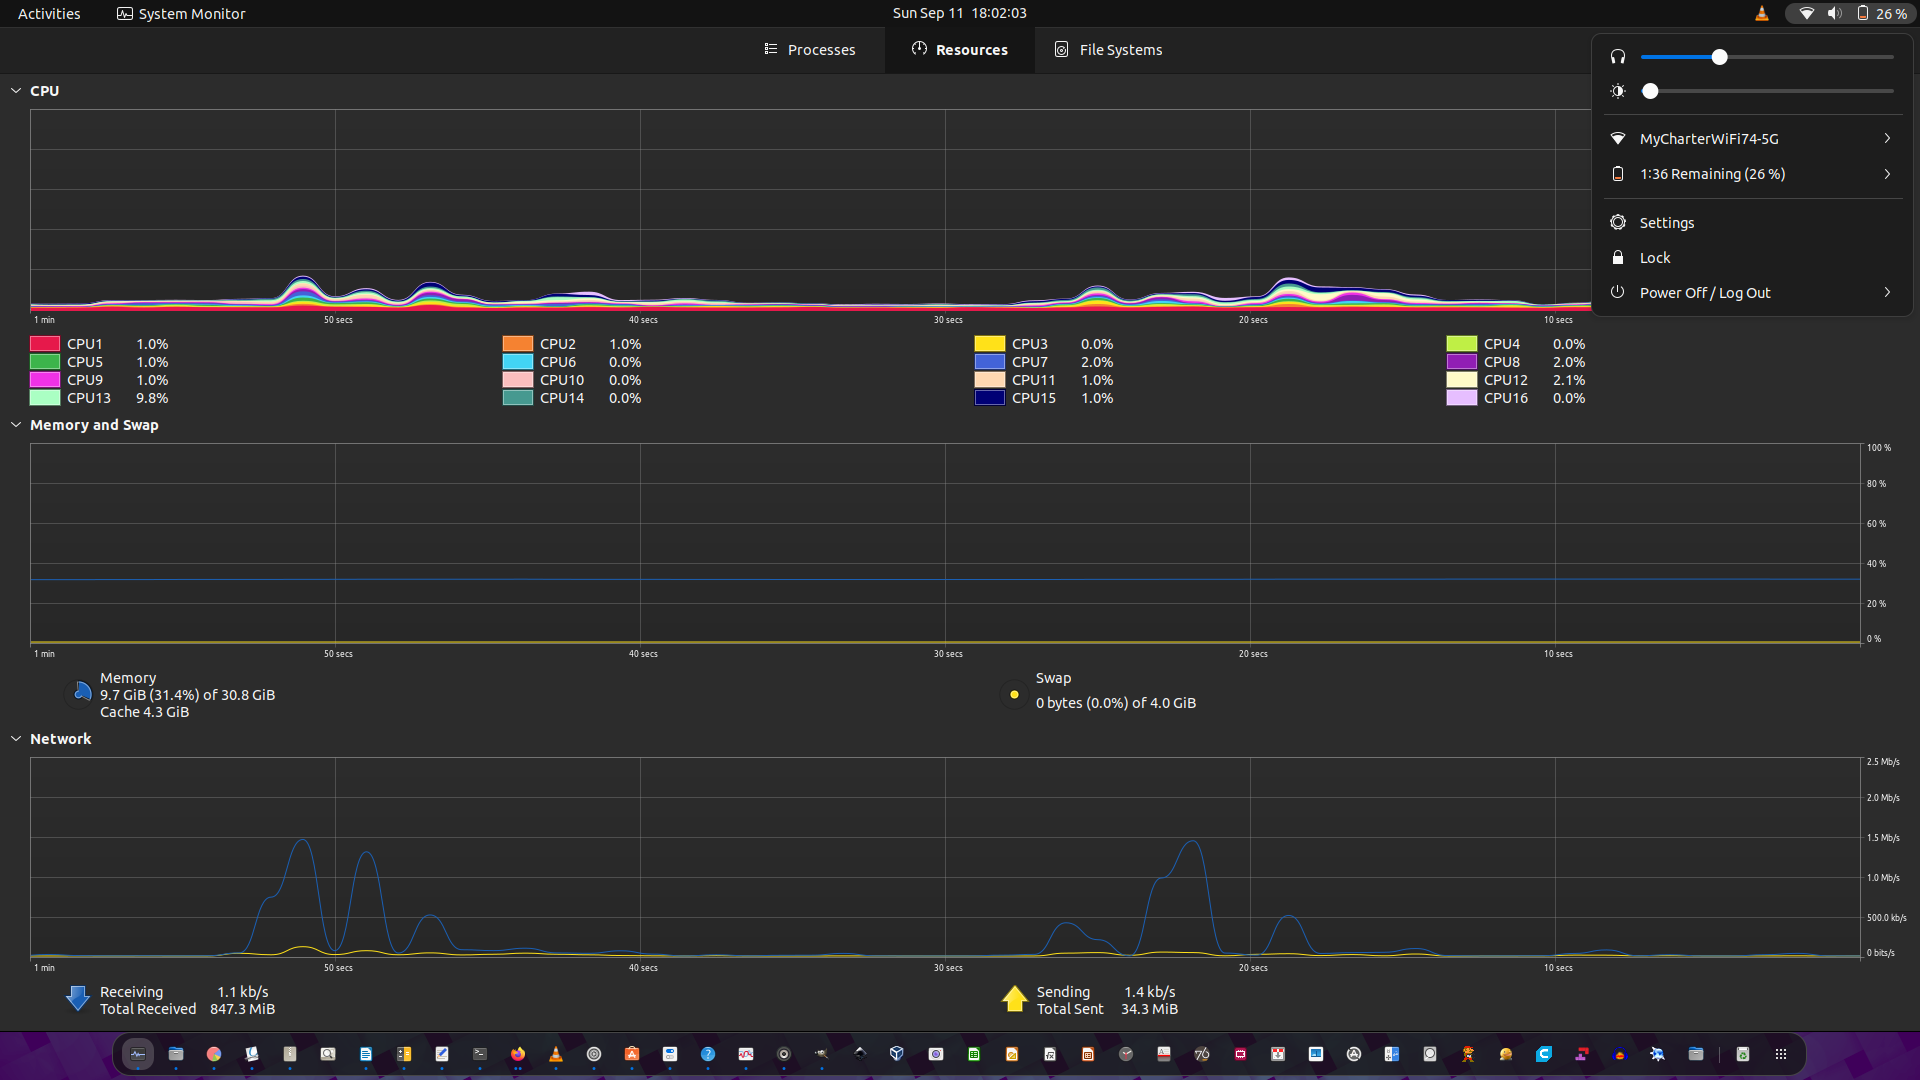 Activities
System Monitor
Sun Sep 11 18:02:03
26 %
Processes
Resources
File Systems
CPU
1 min
50 secs
40 secs
30 secs
20 secs
10 secs
CPU1 1.0%
CPU2 1.0%
CPU3 0.0%
CPU4 0.0%
CPU5 1.0%
CPU6 0.0%
CPU7 2.0%
CPU8 2.0%
CPU9 1.0%
CPU10 0.0%
CPU11 1.0%
CPU12 2.1%
CPU13 9.8%
CPU14 0.0%
CPU15 1.0%
CPU16 0.0%
MyCharterWiFi74-5G
1:36 Remaining (26 %)
Settings
Lock
Power Off / Log Out
Memory and Swap
100 %
80 %
60 %
40 %
20 %
0 %
1 min
50 secs
40 secs
30 secs
20 secs
10 secs
Memory
9.7 GiB (31.4%) of 30.8 GiB
Cache 4.3 GiB
Swap
0 bytes (0.0%) of 4.0 GiB
Network
2.5 Mb/s
2.0 Mb/s
1.5 Mb/s
1.0 Mb/s
500.0 kb/s
0 bits/s
1 min
50 secs
40 secs
30 secs
20 secs
10 secs
Receiving 1.1 kb/s
Total Received 847.3 MiB
Sending 1.4 kb/s
Total Sent 34.3 MiB
76